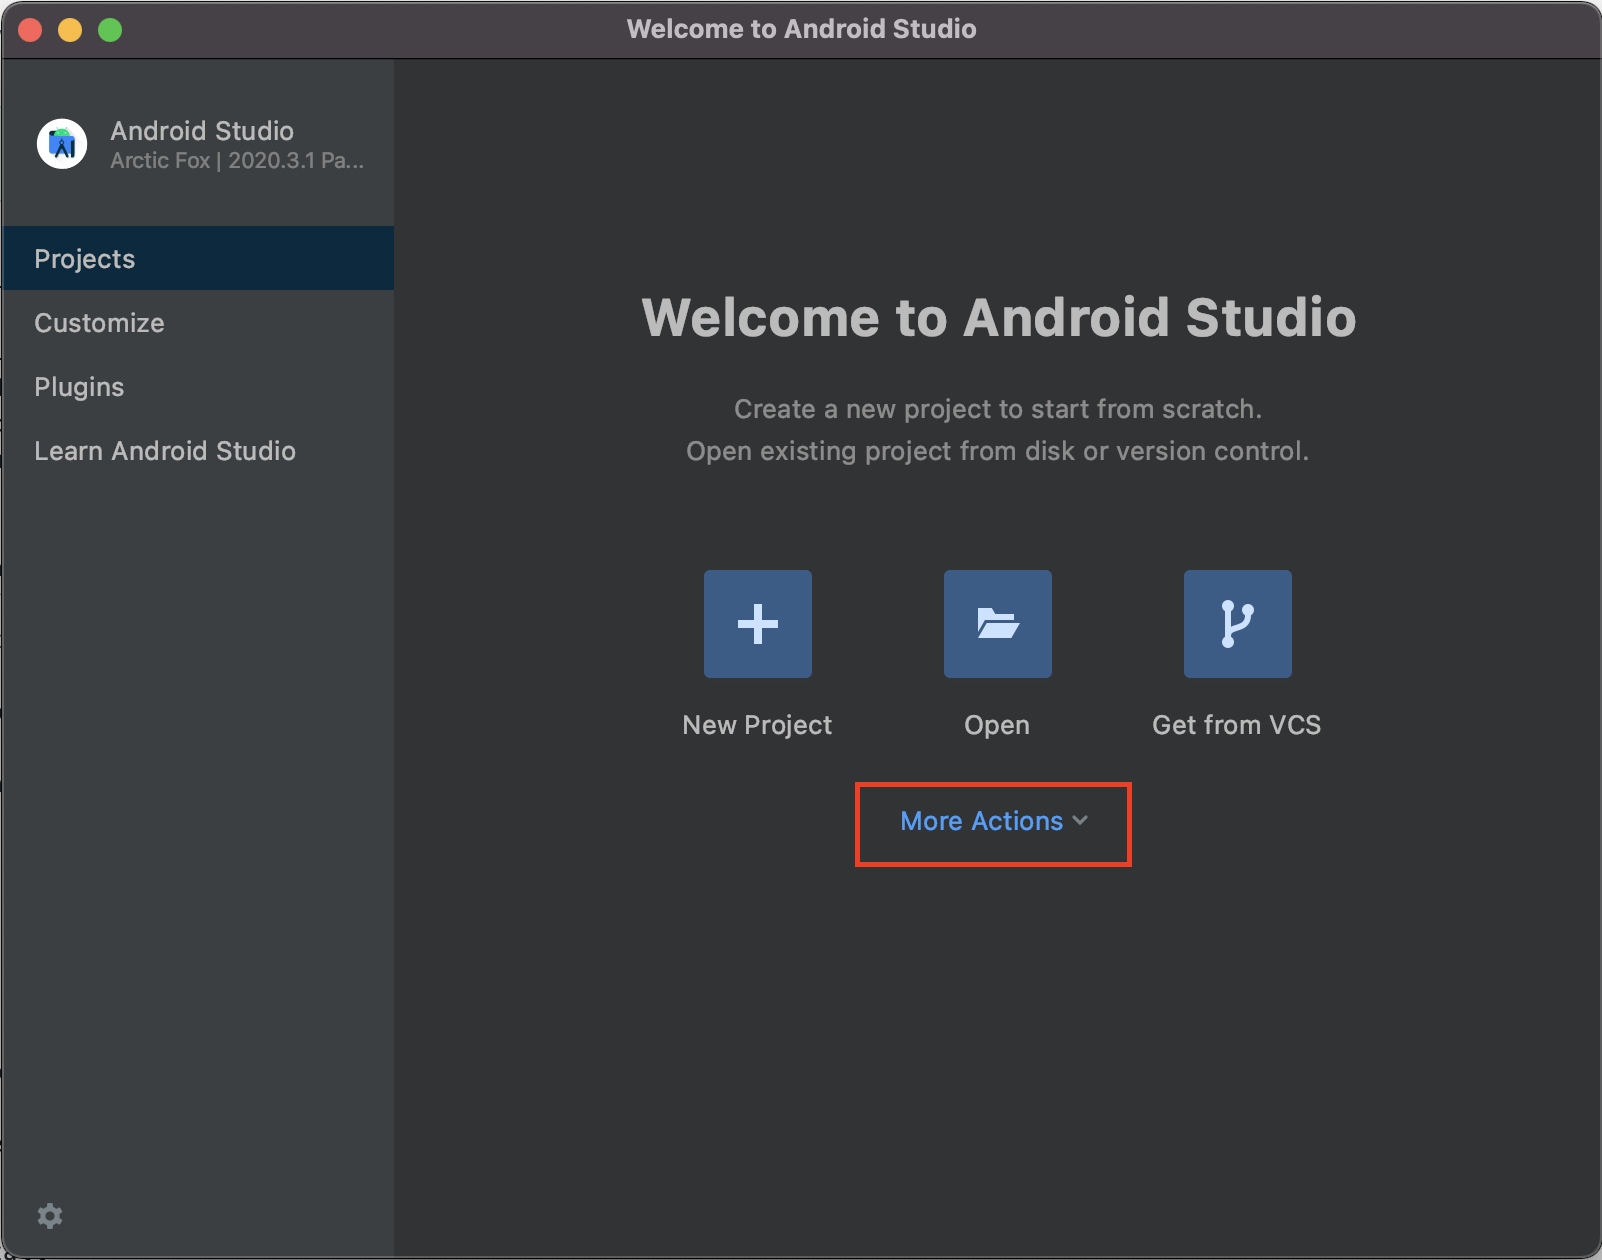 Welcome to Android Studio
Android Studio
Arctic Fox | 2020.3.1 Pa...
Projects
Customize
Plugins
Learn Android Studio
Welcome to Android Studio
Create a new project to start from scratch.
Open existing project from disk or version control.
New Project
Open
Get from VCS
More Actions